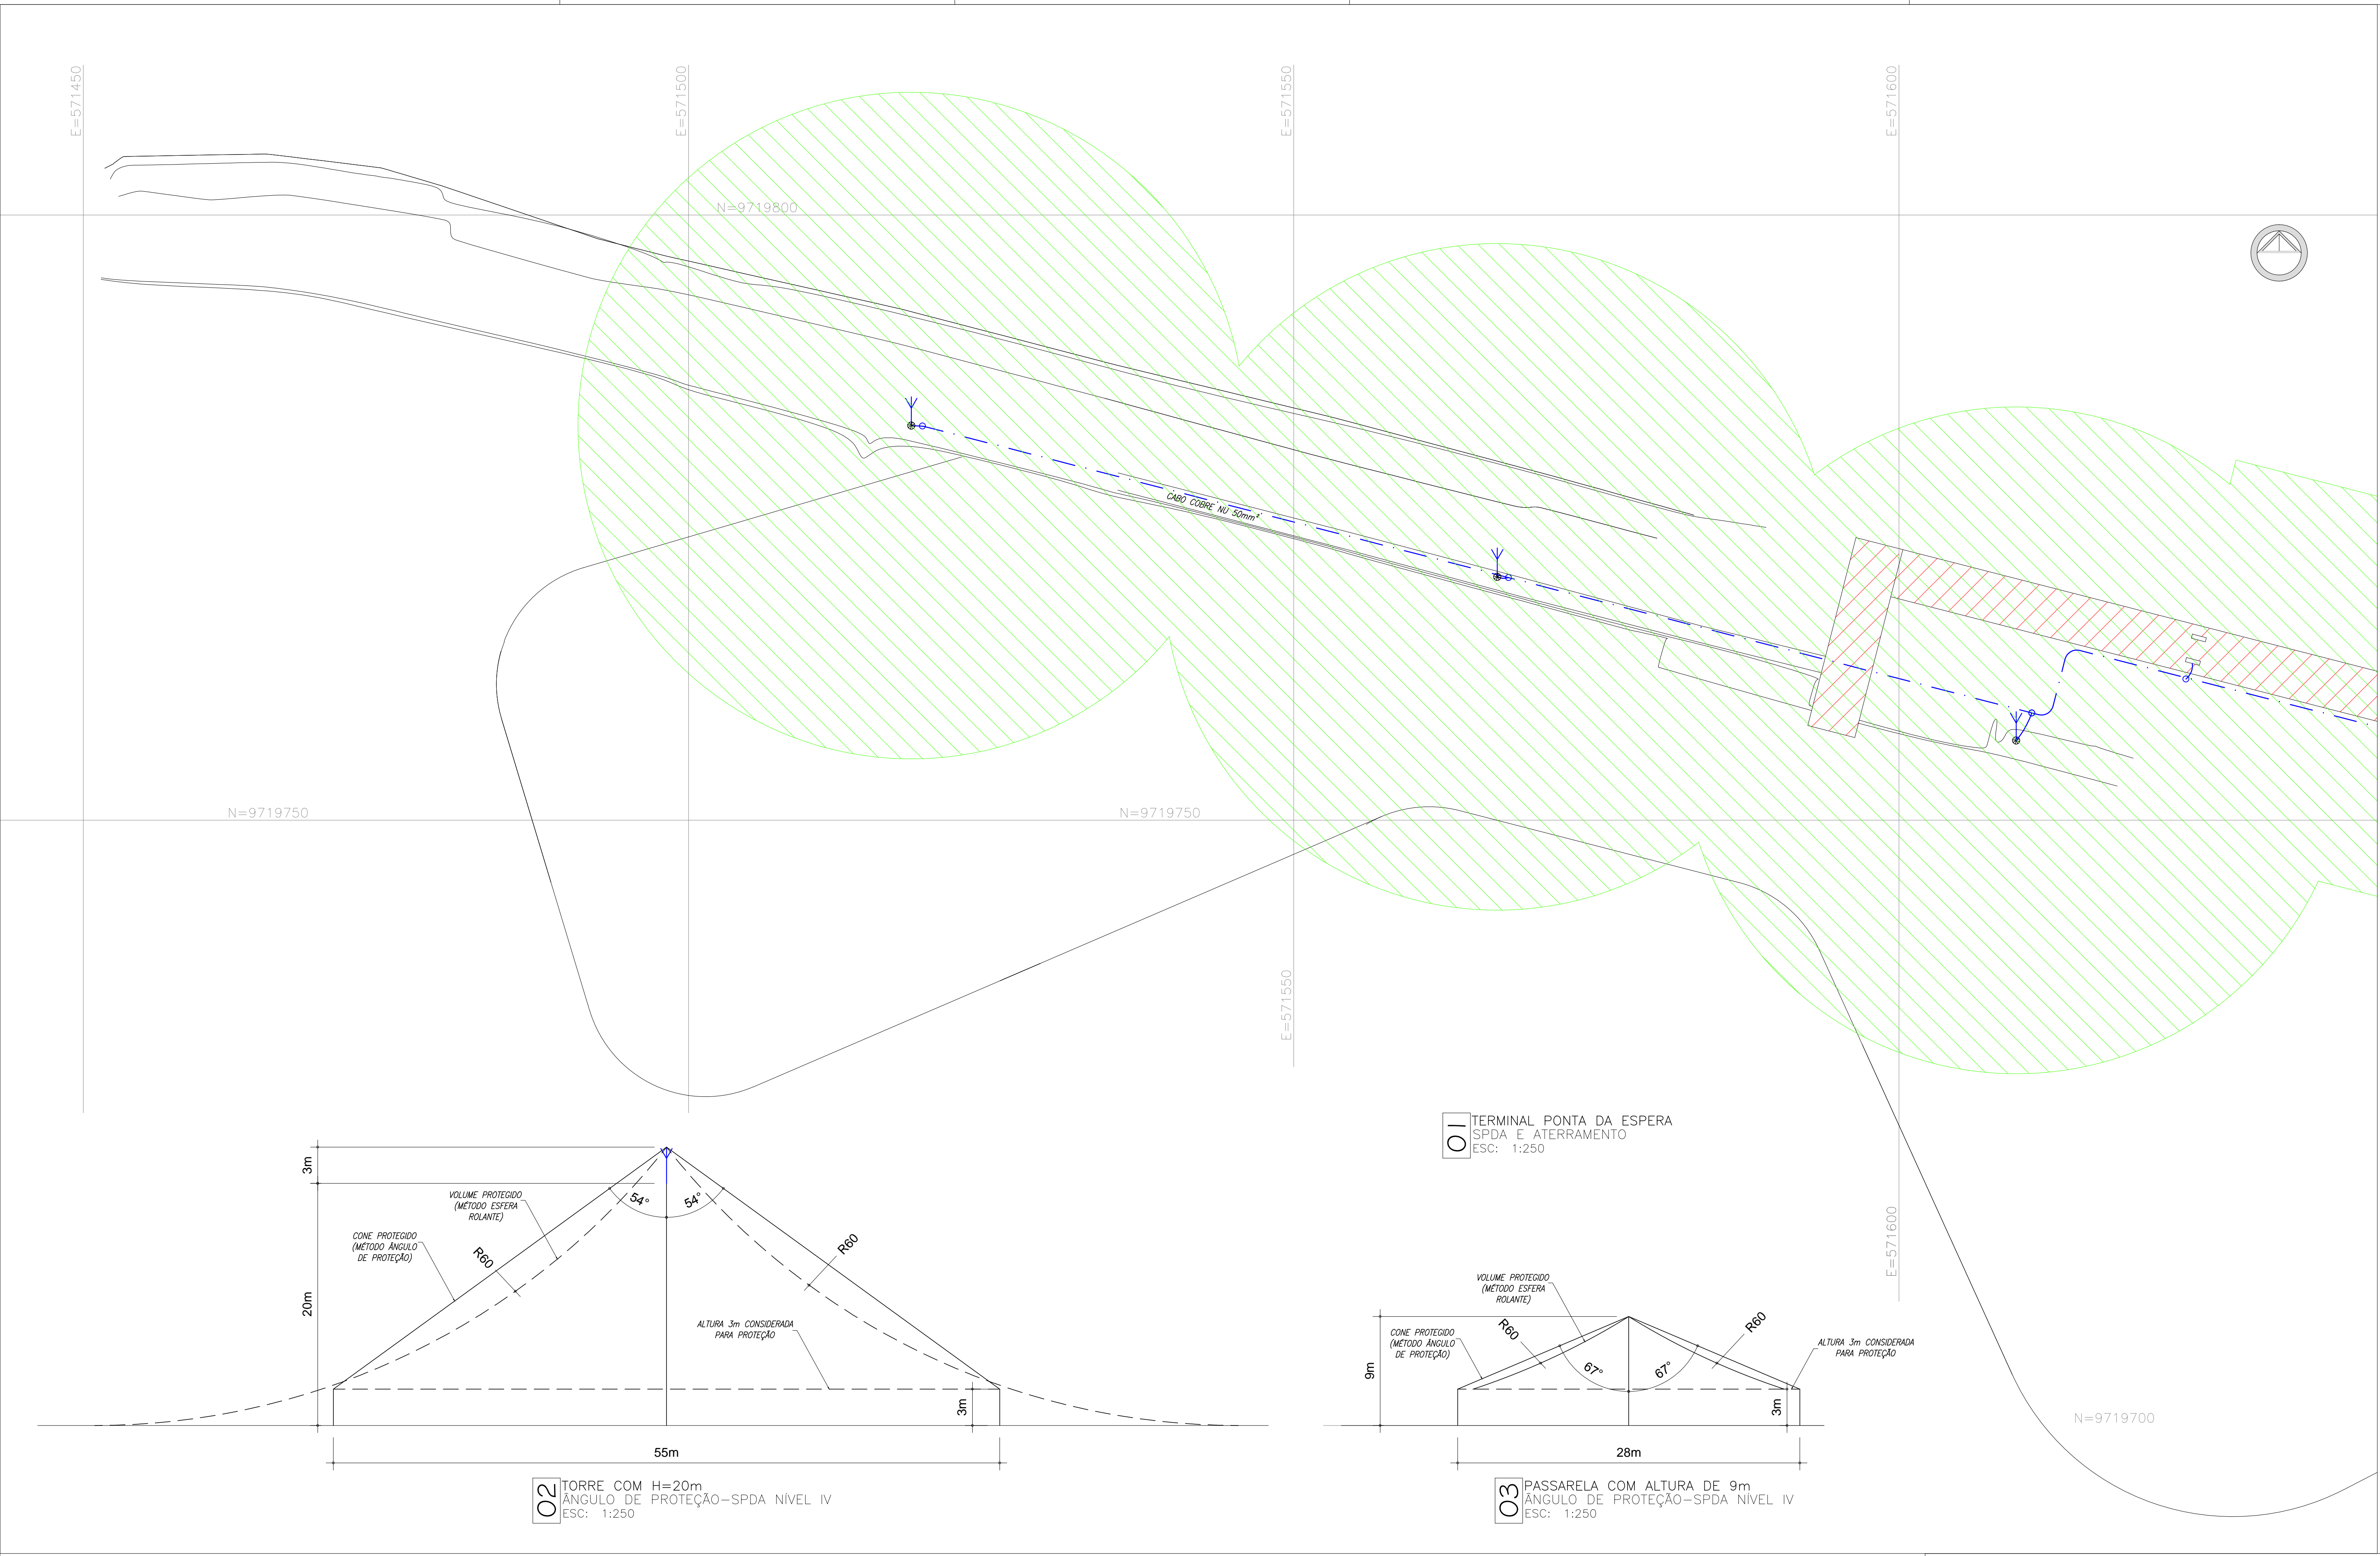 E=571450
E=571500
E=571550
E=571600
N=9719800
CABO COBRE NU 50mm²
N=9719750
N=9719750
E=571550
E=571600
N=9719700
01
TERMINAL PONTA DA ESPERA
SPDA E ATERRAMENTO
ESC: 1:250
3m
20m
54°
54°
VOLUME PROTEGIDO
(MÉTODO ESFERA
ROLANTE)
CONE PROTEGIDO
(MÉTODO ÂNGULO
DE PROTEÇÃO)
R60
R60
ALTURA 3m CONSIDERADA
PARA PROTEÇÃO
3m
55m
02
TORRE COM H=20m
ÂNGULO DE PROTEÇÃO-SPDA NÍVEL IV
ESC: 1:250
VOLUME PROTEGIDO
(MÉTODO ESFERA
ROLANTE)
CONE PROTEGIDO
(MÉTODO ÂNGULO
DE PROTEÇÃO)
R60
R60
ALTURA 3m CONSIDERADA
PARA PROTEÇÃO
9m
67°
67°
3m
28m
03
PASSARELA COM ALTURA DE 9m
ÂNGULO DE PROTEÇÃO-SPDA NÍVEL IV
ESC: 1:250